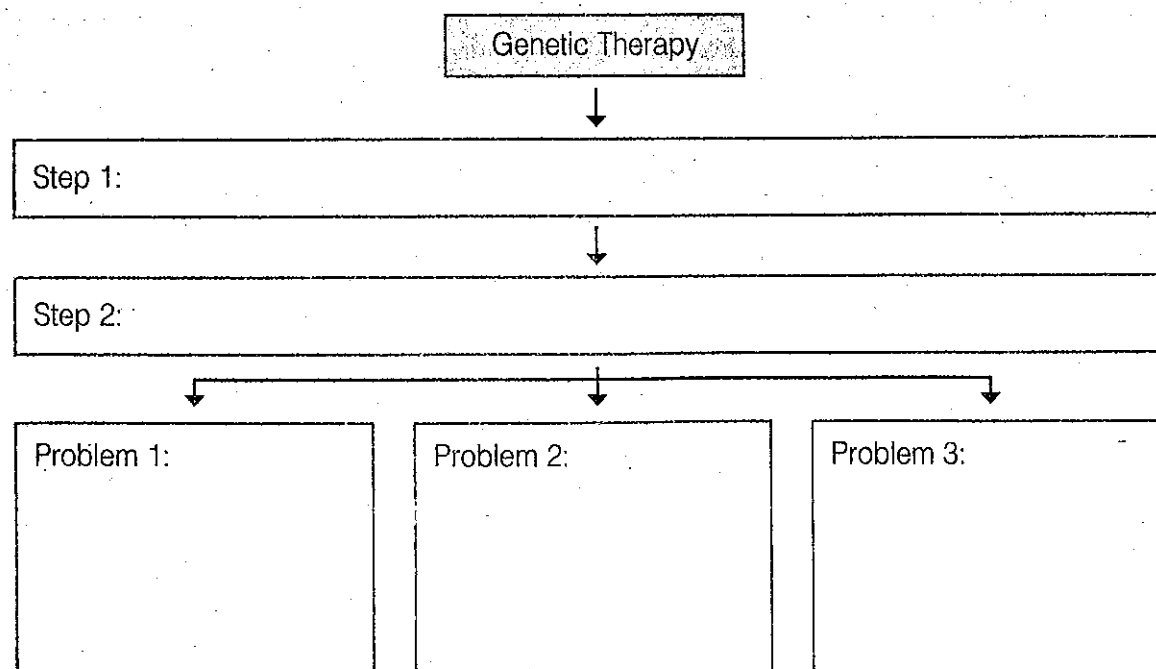 Genetic Therapy
Step 1:
Step 2:
Problem 1:
Problem 2:
Problem 3: